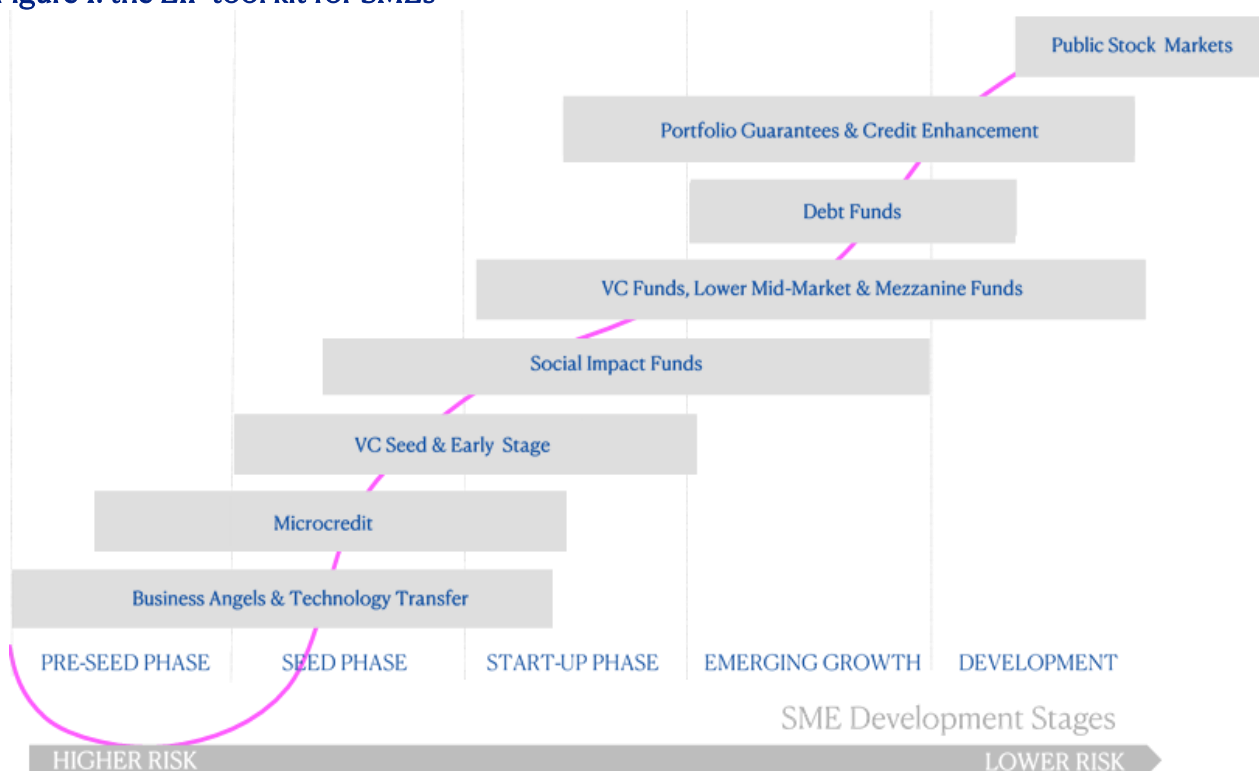 Public Stock Markets
Portfolio Guarantees & Credit Enhancement
Debt Funds
VC Funds, Lower Mid-Market & Mezzanine Funds
Social Impact Funds
VC Seed & Early Stage
Microcredit
Business Angels & Technology Transfer
PRE-SEED PHASE SEED PHASE START-UP PHASE EMERGING GROWTH DEVELOPMENT
SME Development Stages
HIGHER RISK LOWER RISK